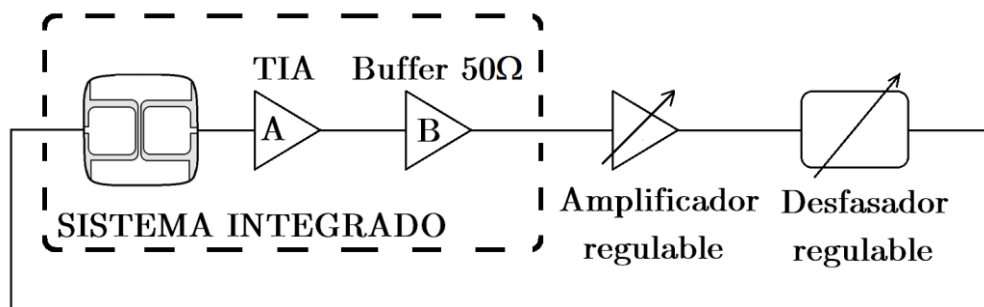 TIA
Buffer 50Ω
A
B
SISTEMA INTEGRADO
Amplificador
regulable
Desfasador
regulable